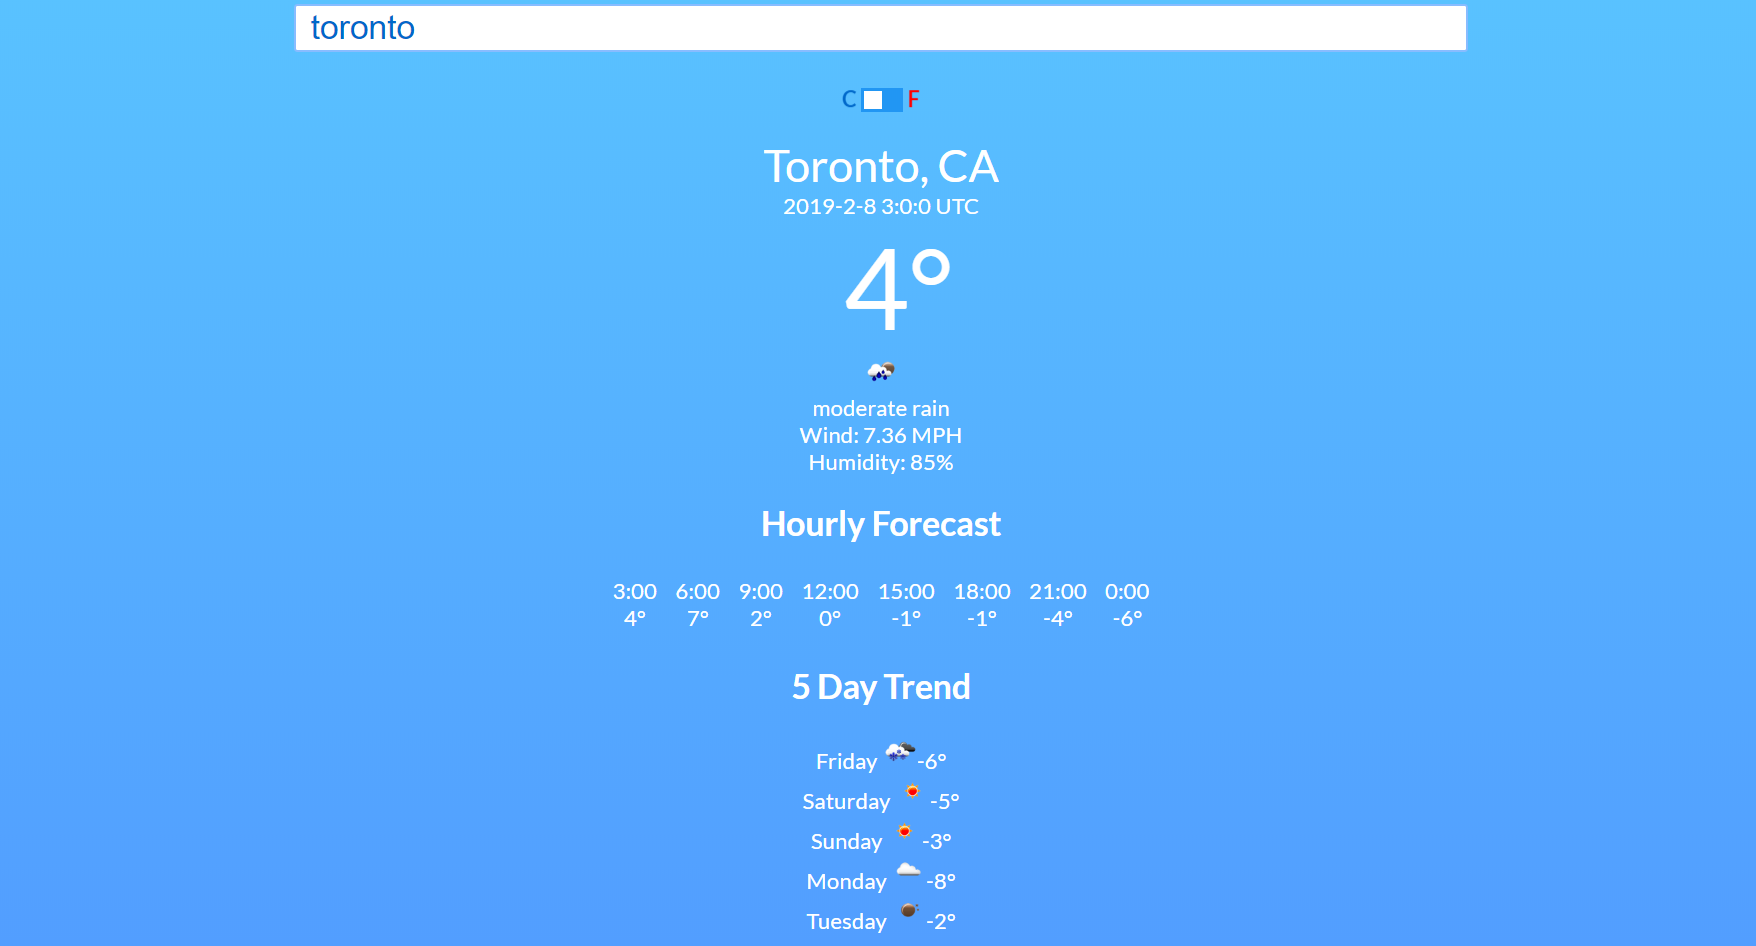 toronto
C F
Toronto, CA
2019-2-8 3:0:0 UTC
4°
moderate rain
Wind: 7.36 MPH
Humidity: 85%
Hourly Forecast
3:00 6:00 9:00 12:00 15:00 18:00 21:00 0:00
4° 7° 2° 0° -1° -1° -4° -6°
5 Day Trend
Friday -6°
Saturday -5°
Sunday -3°
Monday -8°
Tuesday -2°